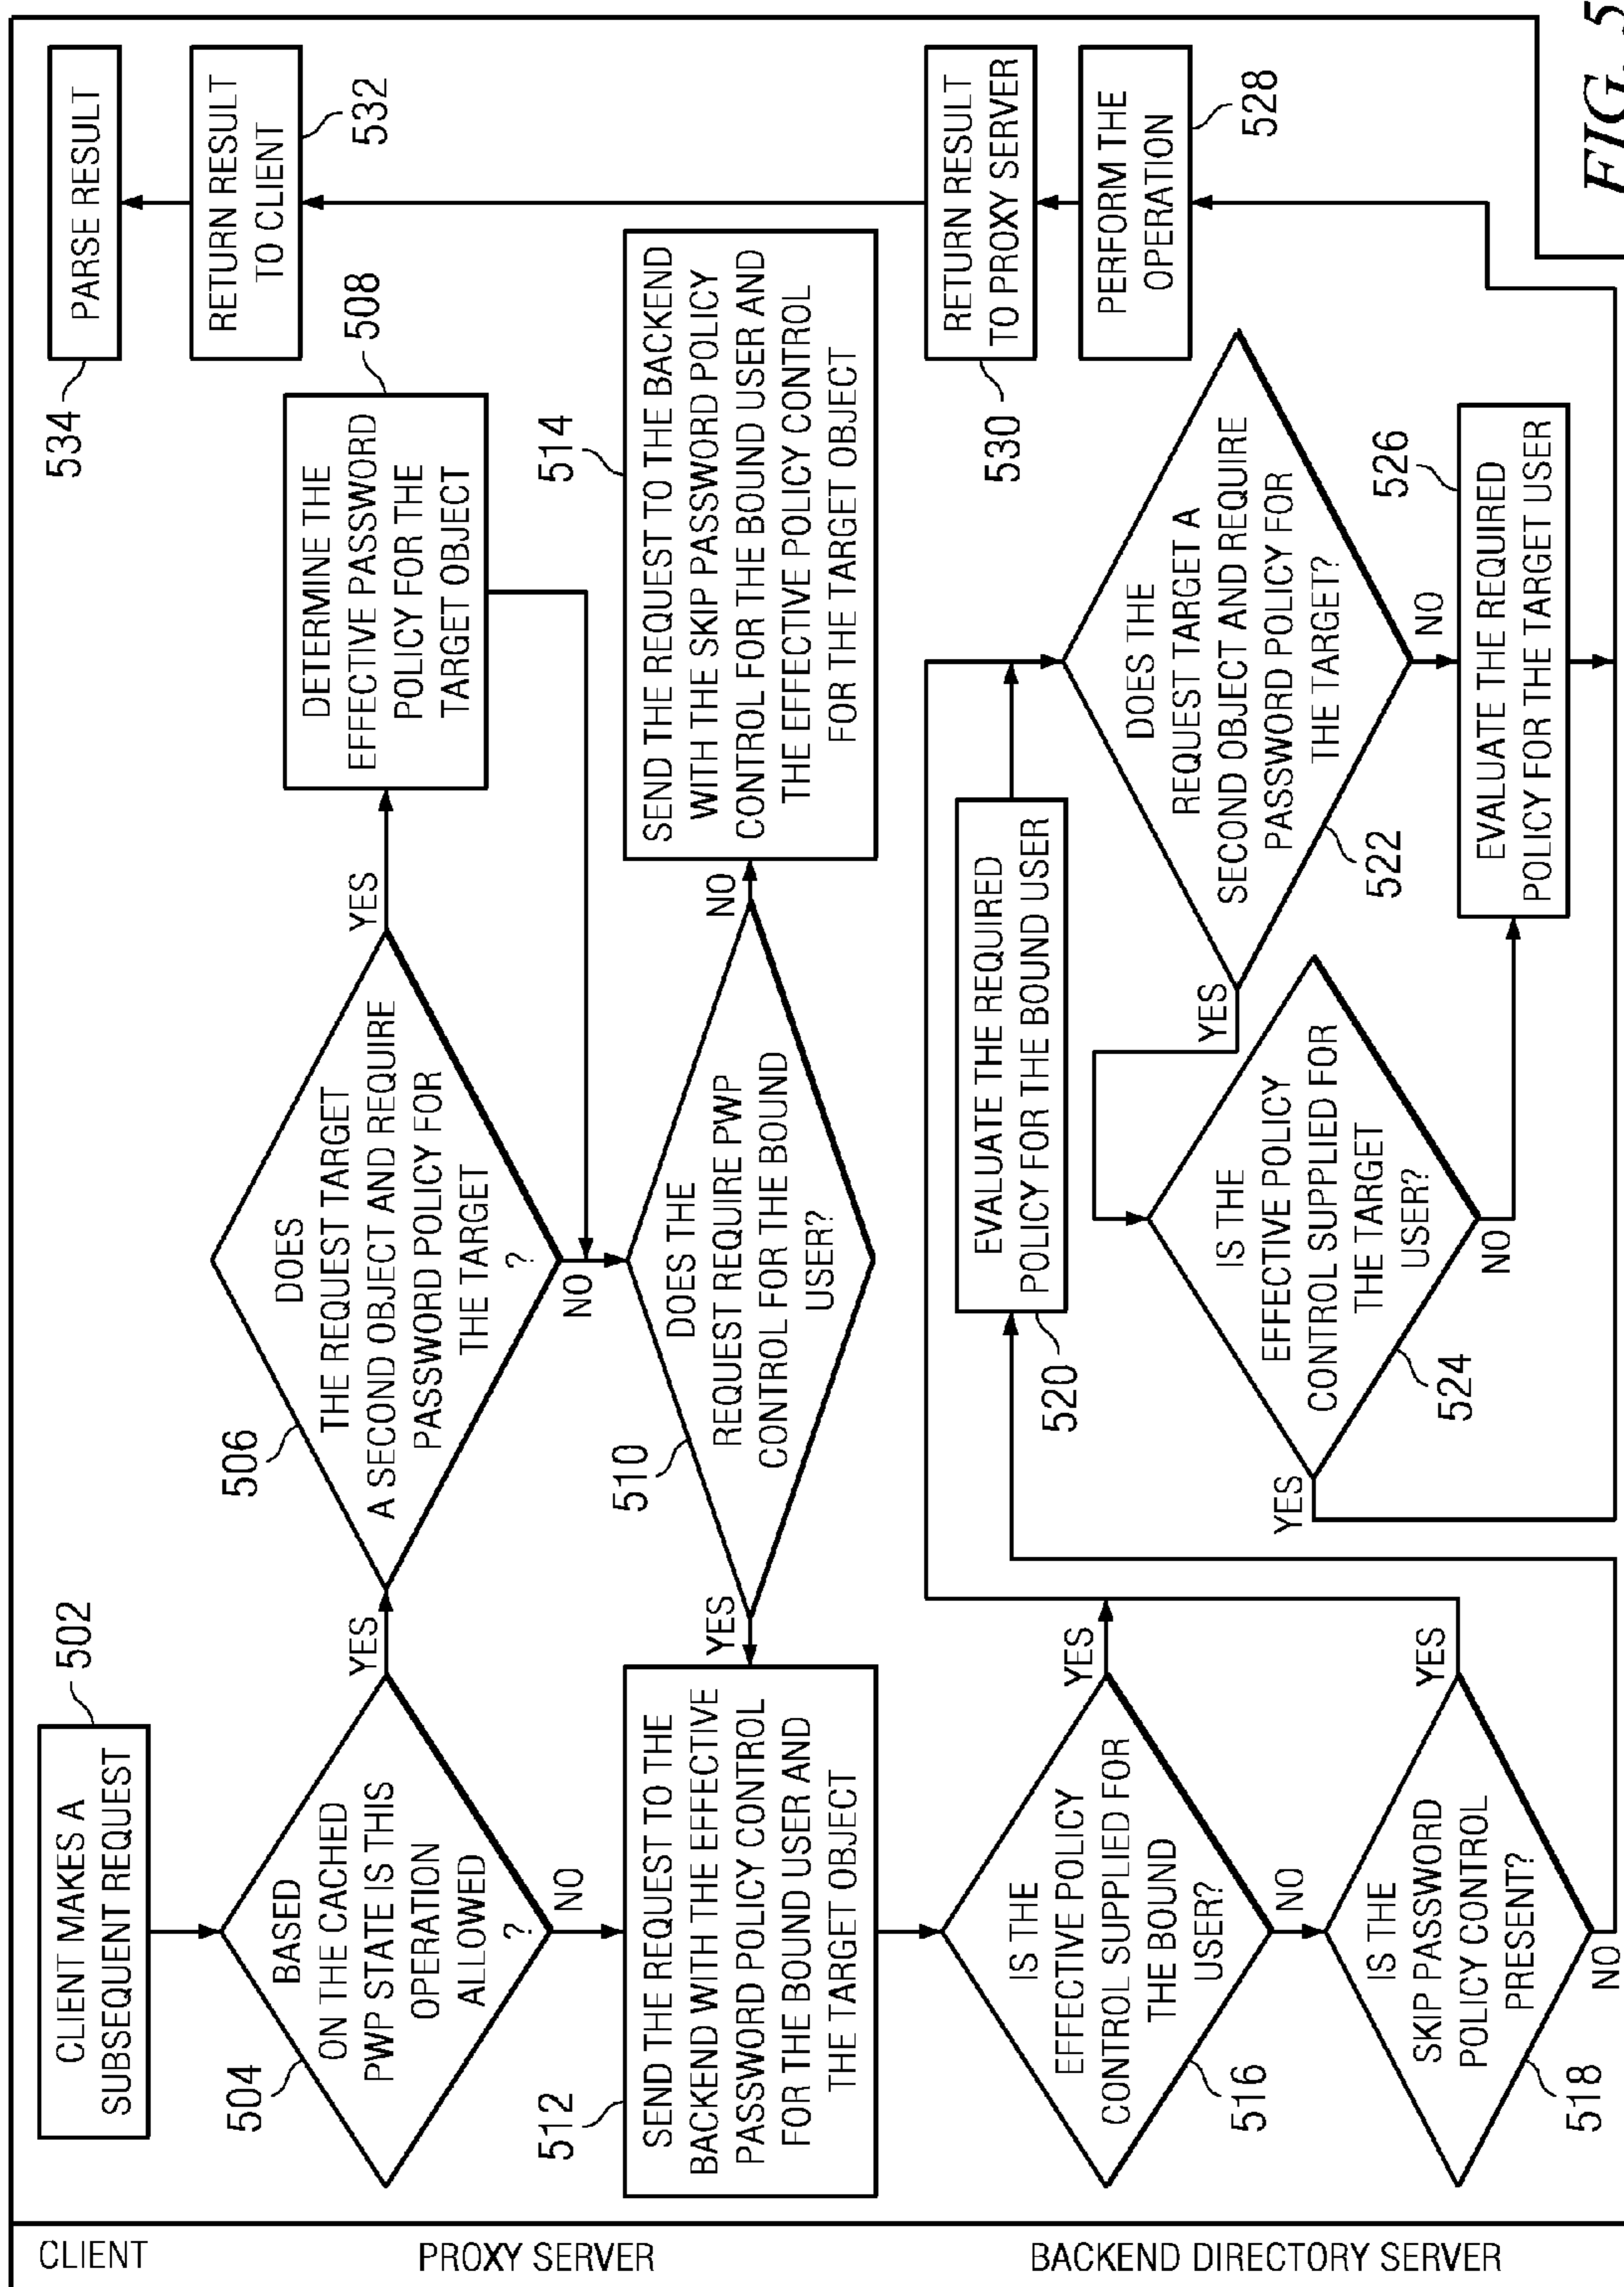 CLIENT
PROXY SERVER
BACKEND DIRECTORY SERVER
CLIENT MAKES A
SUBSEQUENT REQUEST
502
BASED
ON THE CACHED
PWP STATE IS THIS
OPERATION
ALLOWED
?
504
YES
NO
DOES
THE REQUEST TARGET
A SECOND OBJECT AND REQUIRE
PASSWORD POLICY FOR
THE TARGET
?
506
YES
NO
DETERMINE THE
EFFECTIVE PASSWORD
POLICY FOR THE
TARGET OBJECT
508
DOES THE
REQUEST REQUIRE PWP
CONTROL FOR THE BOUND
USER?
510
YES
NO
SEND THE REQUEST TO THE
BACKEND WITH THE EFFECTIVE
PASSWORD POLICY CONTROL
FOR THE BOUND USER AND
THE TARGET OBJECT
512
SEND THE REQUEST TO THE BACKEND
WITH THE SKIP PASSWORD POLICY
CONTROL FOR THE BOUND USER AND
THE EFFECTIVE POLICY CONTROL
FOR THE TARGET OBJECT
514
IS THE
EFFECTIVE POLICY
CONTROL SUPPLIED FOR
THE BOUND
USER?
516
YES
NO
IS THE
SKIP PASSWORD
POLICY CONTROL
PRESENT?
518
YES
NO
EVALUATE THE REQUIRED
POLICY FOR THE BOUND USER
520
DOES THE
REQUEST TARGET A
SECOND OBJECT AND REQUIRE
PASSWORD POLICY FOR
THE TARGET?
522
YES
NO
IS THE
EFFECTIVE POLICY
CONTROL SUPPLIED FOR
THE TARGET
USER?
524
YES
NO
EVALUATE THE REQUIRED
POLICY FOR THE TARGET USER
526
PERFORM THE
OPERATION
528
RETURN RESULT
TO PROXY SERVER
530
RETURN RESULT
TO CLIENT
532
PARSE RESULT
534
FIG. 5